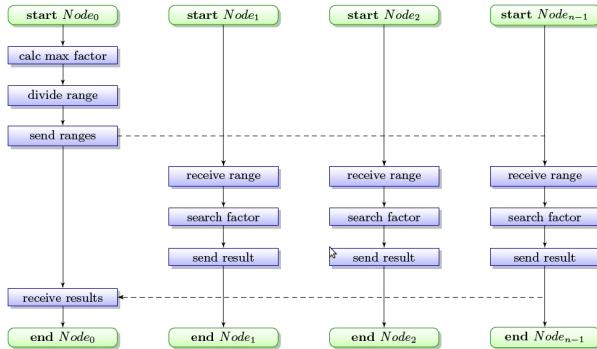 start Node₀ start Node₁ start Node₂ start Nodeₙ₋₁
calc max factor
divide range
send ranges
receive range receive range receive range
search factor search factor search factor
send result send result send result
receive results
end Node₀ end Node₁ end Node₂ end Nodeₙ₋₁